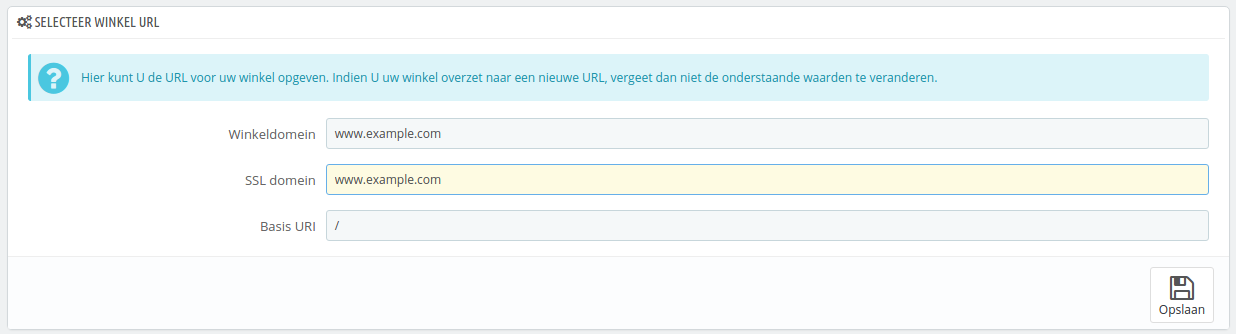 SELECTEER WINKEL URL
Hier kunt U de URL voor uw winkel opgeven. Indien U uw winkel overzet naar een nieuwe URL, vergeet dan niet de onderstaande waarden te veranderen.
Winkeldomein www.example.com
SSL domein www.example.com
Basis URI /
Opslaan